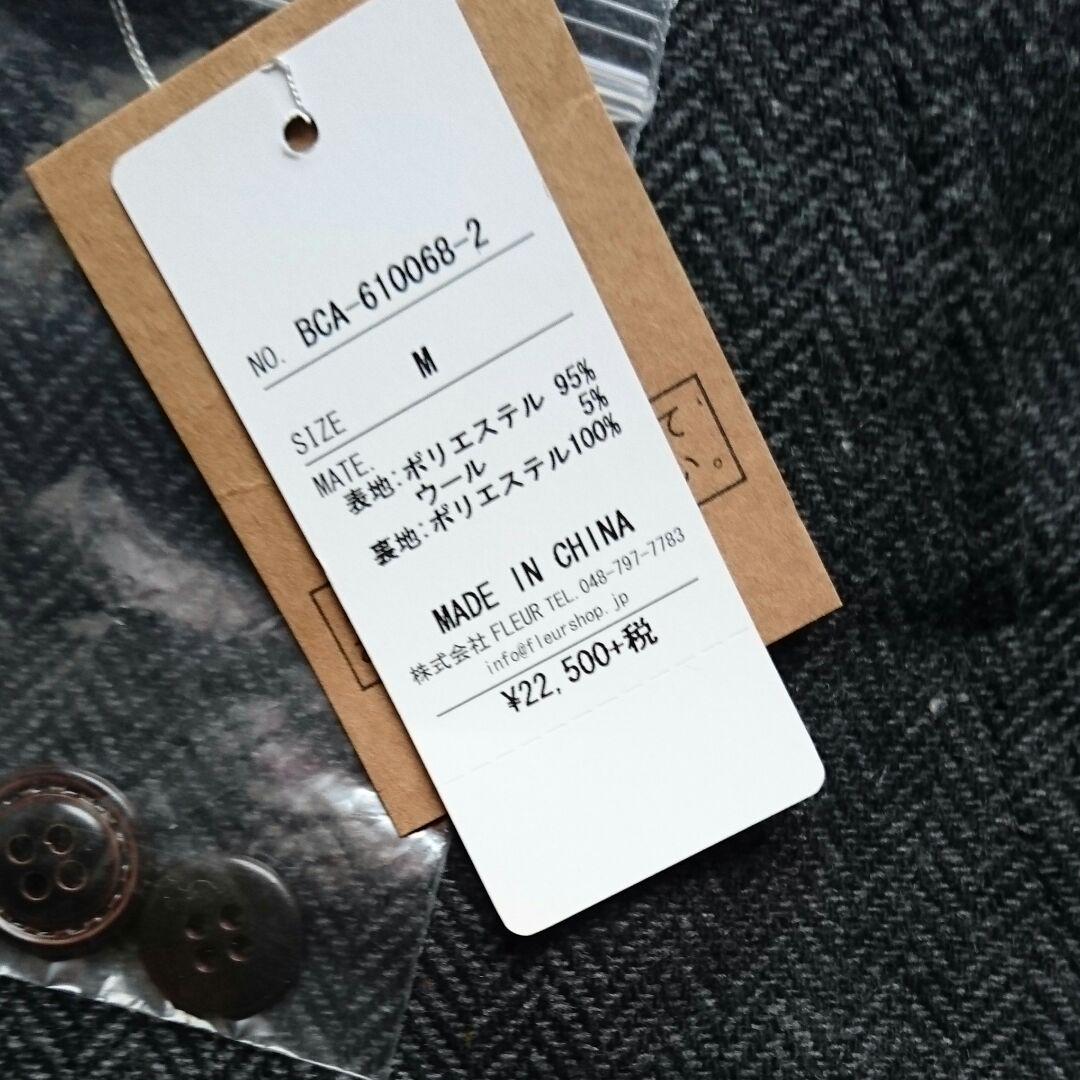 NO. BCA-610068-2
SIZE M
MATE.
表地:ポリエステル 95%
ウール 5%
裏地:ポリエステル100%
MADE IN CHINA
株式会社 FLEUR TEL. 048-797-7783
info@fleurshop.jp
¥22,500+税
て、
い。